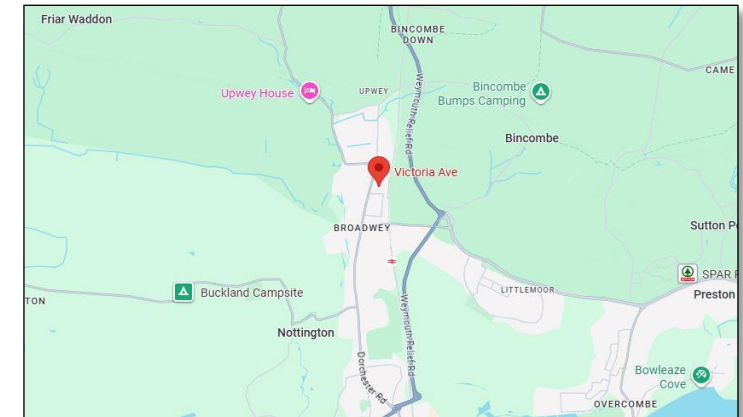 Friar Waddon
BINCOMBE
DOWN
CAME
Upwey House
UPWEY
Weymouth Relief Rd
Bincombe
Bumps Camping
Bincombe
Victoria Ave
BROADWEY
Sutton P
SPAR
Buckland Campsite
LITTLEMOOR
Preston
TON
Weymouth Relief Rd
Nottington
Dorchester Rd
Bowleaze
Cove
OVERCOMBE